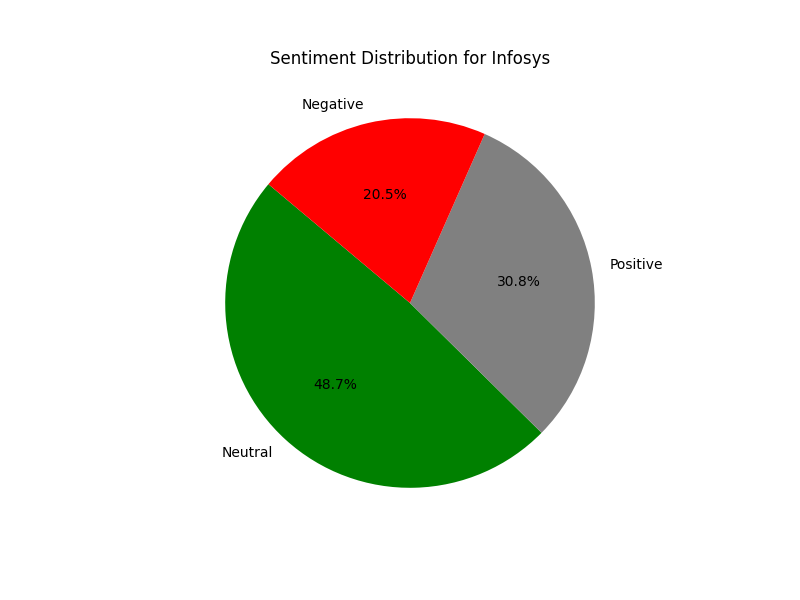 Sentiment Distribution for Infosys
Negative
20.5%
Positive
30.8%
48.7%
Neutral